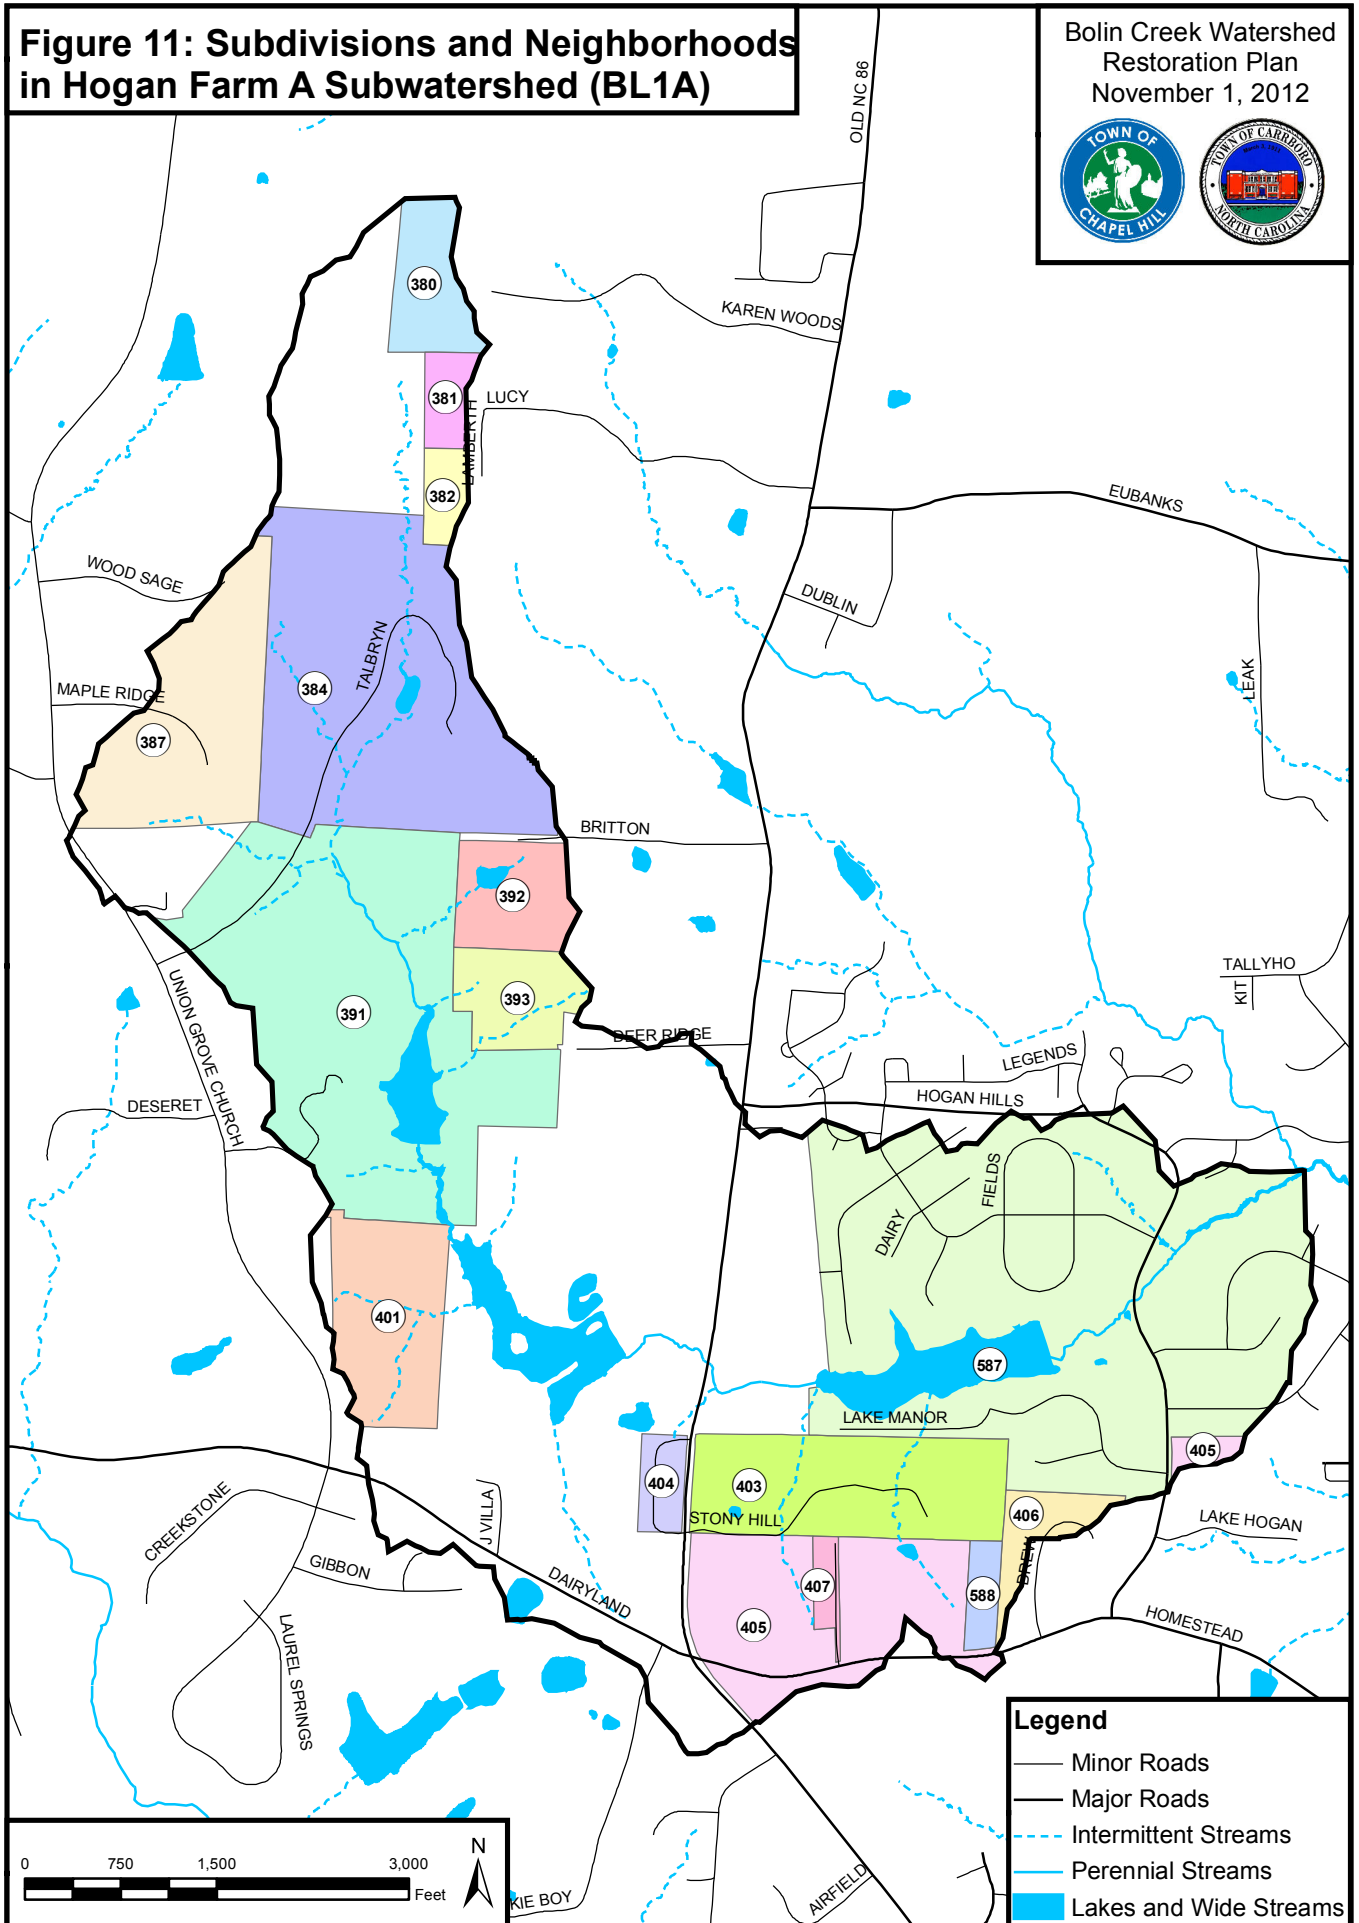 Figure 11: Subdivisions and Neighborhoods
in Hogan Farm A Subwatershed (BL1A)
Bolin Creek Watershed
Restoration Plan
November 1, 2012
TOWN OF
CHAPEL HILL
TOWN OF CARRBORO
NORTH CAROLINA
OLD NC 86
380
KAREN WOODS
381
LUCY
LAMBERTH
382
EUBANKS
WOOD SAGE
DUBLIN
TALBRYN
384
MAPLE RIDGE
LEAK
387
BRITTON
392
TALLYHO
KIT
393
391
UNION GROVE CHURCH
DEER RIDGE
LEGENDS
HOGAN HILLS
DESERET
FIELDS
DAIRY
401
587
LAKE MANOR
405
404
403
J VILLA
406
STONY HILL
LAKE HOGAN
CREEKSTONE
DREW
GIBBON
DAIRYLAND
407
588
405
HOMESTEAD
LAUREL SPRINGS
Legend
Minor Roads
Major Roads
Intermittent Streams
Perennial Streams
Lakes and Wide Streams
0 750 1,500 3,000
Feet
N
KIE BOY
AIRFIELD